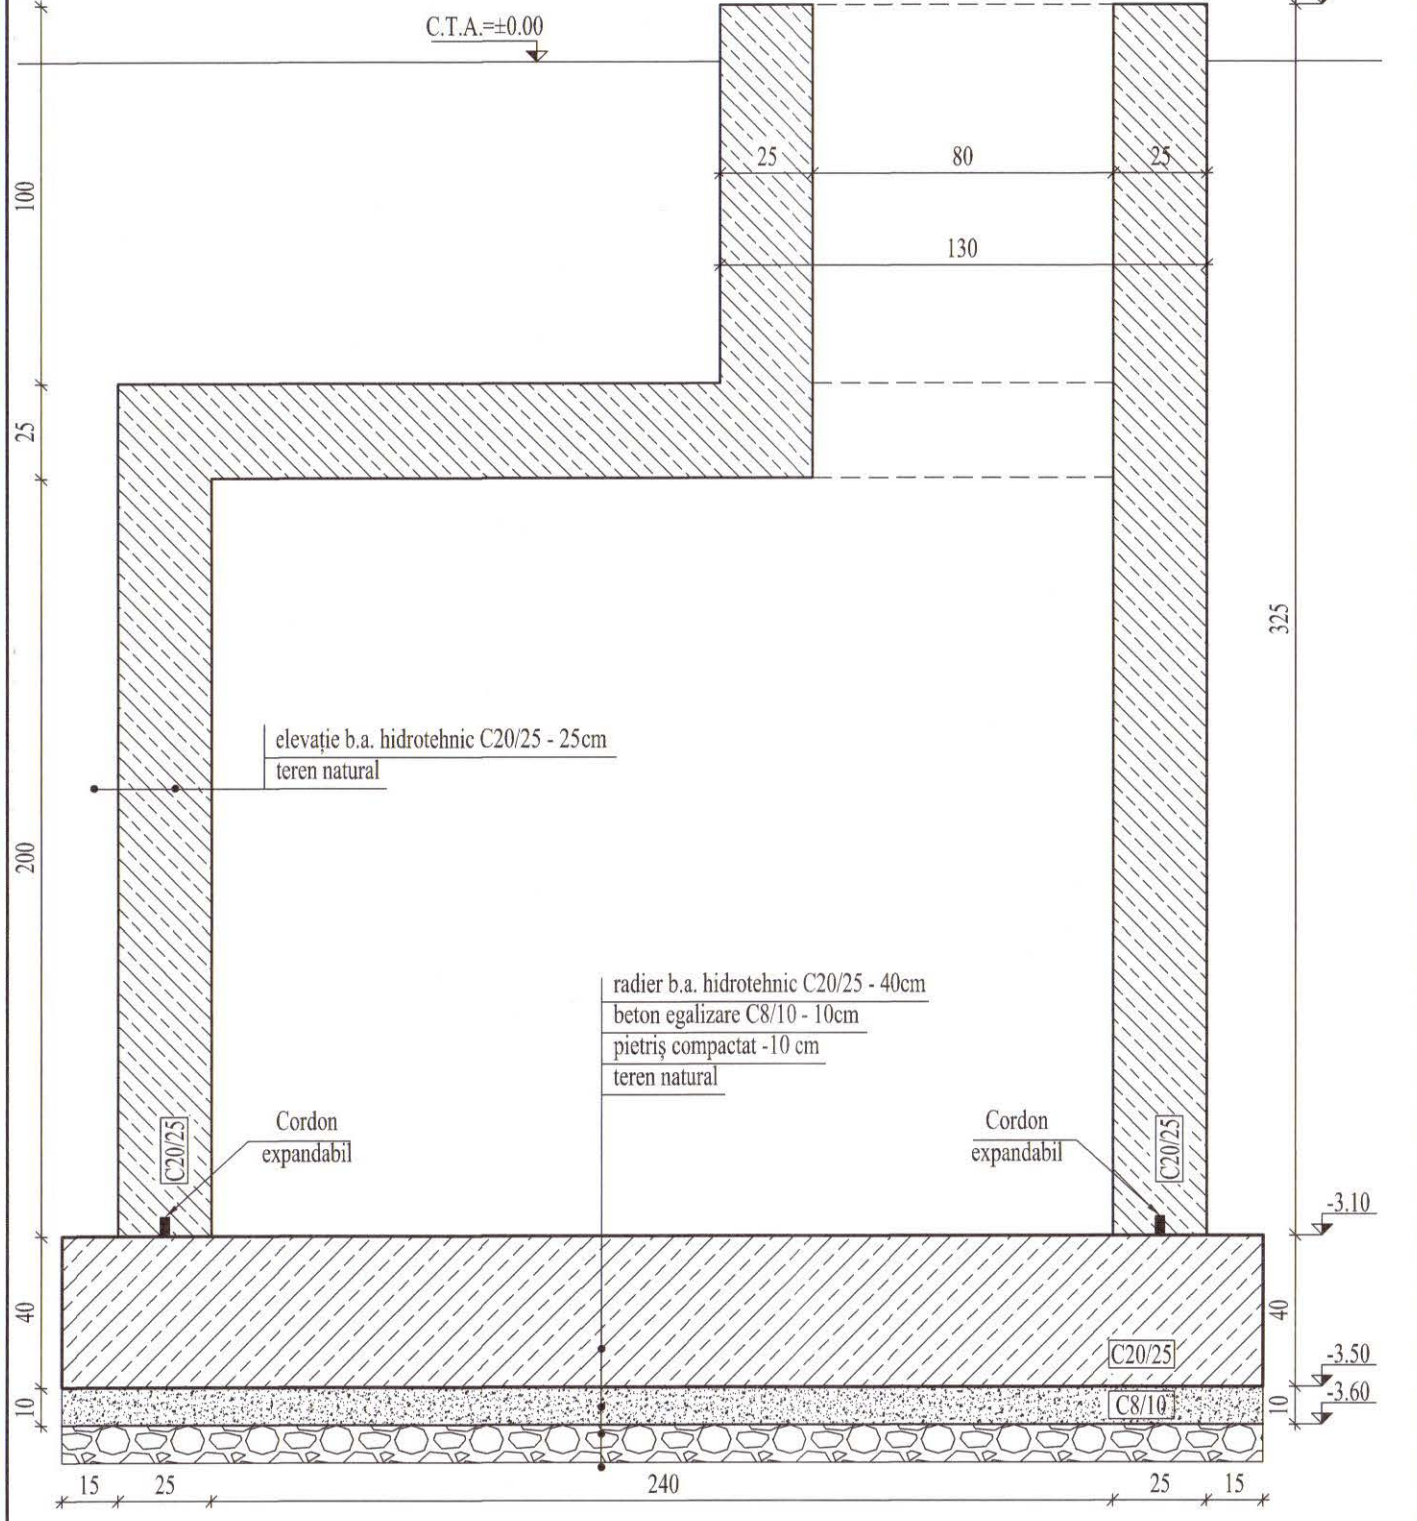 C.T.A.=±0.00
100
25
80
25
130
25
325
elevație b.a. hidrotehnic C20/25 - 25cm
teren natural
200
radier b.a. hidrotehnic C20/25 - 40cm
beton egalizare C8/10 - 10cm
pietriș compactat -10 cm
teren natural
Cordon
expandabil
C20/25
Cordon
expandabil
C20/25
-3.10
40
40
C20/25
-3.50
10
C8/10
10
-3.60
15
25
240
25
15